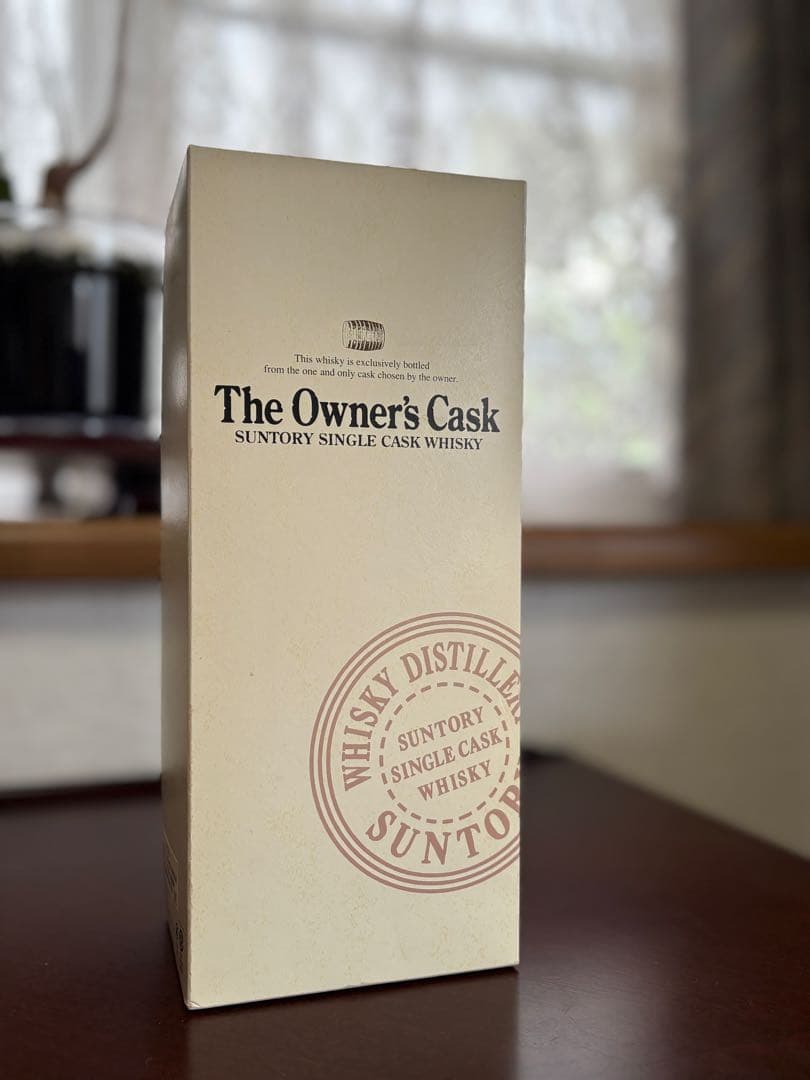 This whisky is exclusively bottled
from the one and only cask chosen by the owner.
The Owner's Cask
SUNTORY SINGLE CASK WHISKY
WHISKY DISTILLER
SUNTORY
SINGLE CASK
WHISKY
SUNTOR